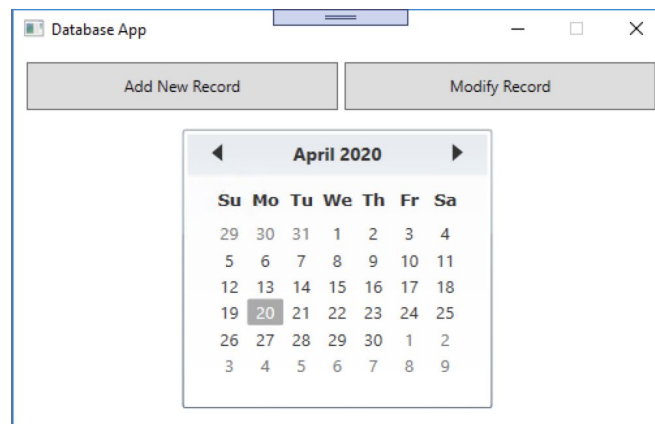 Database App
Add New Record Modify Record
April 2020
Su Mo Tu We Th Fr Sa
29 30 31 1 2 3 4
5 6 7 8 9 10 11
12 13 14 15 16 17 18
19 20 21 22 23 24 25
26 27 28 29 30 1 2
3 4 5 6 7 8 9